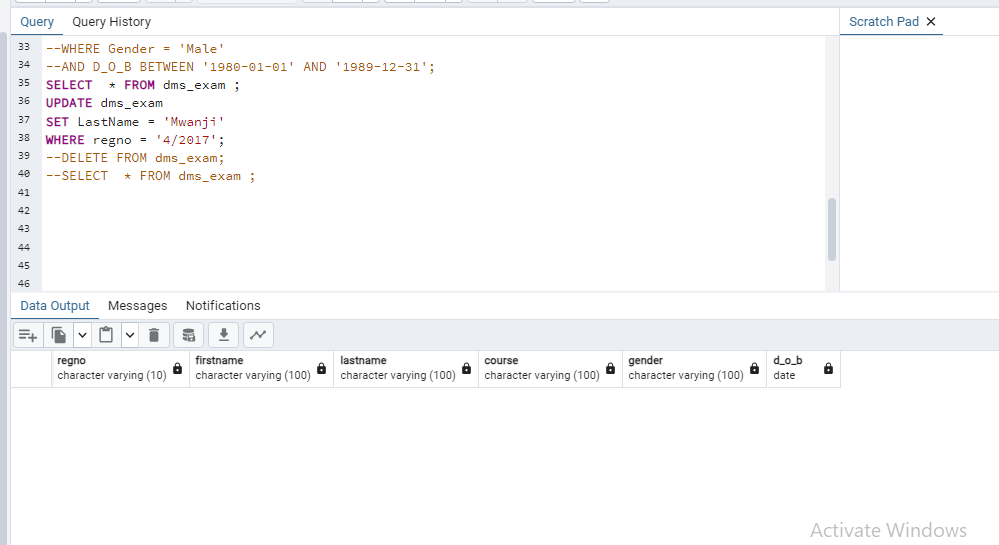 Query Query History Scratch Pad ✕
33 --WHERE Gender = 'Male'
34 --AND D_O_B BETWEEN '1980-01-01' AND '1989-12-31';
35 SELECT  * FROM dms_exam ;
36 UPDATE dms_exam
37 SET LastName = 'Mwanji'
38 WHERE regno = '4/2017';
39 --DELETE FROM dms_exam;
40 --SELECT  * FROM dms_exam ;
41
42
43
44
45
46
Data Output Messages Notifications
regno firstname lastname course gender d_o_b
character varying (10) character varying (100) character varying (100) character varying (100) character varying (100) date
Activate Windows